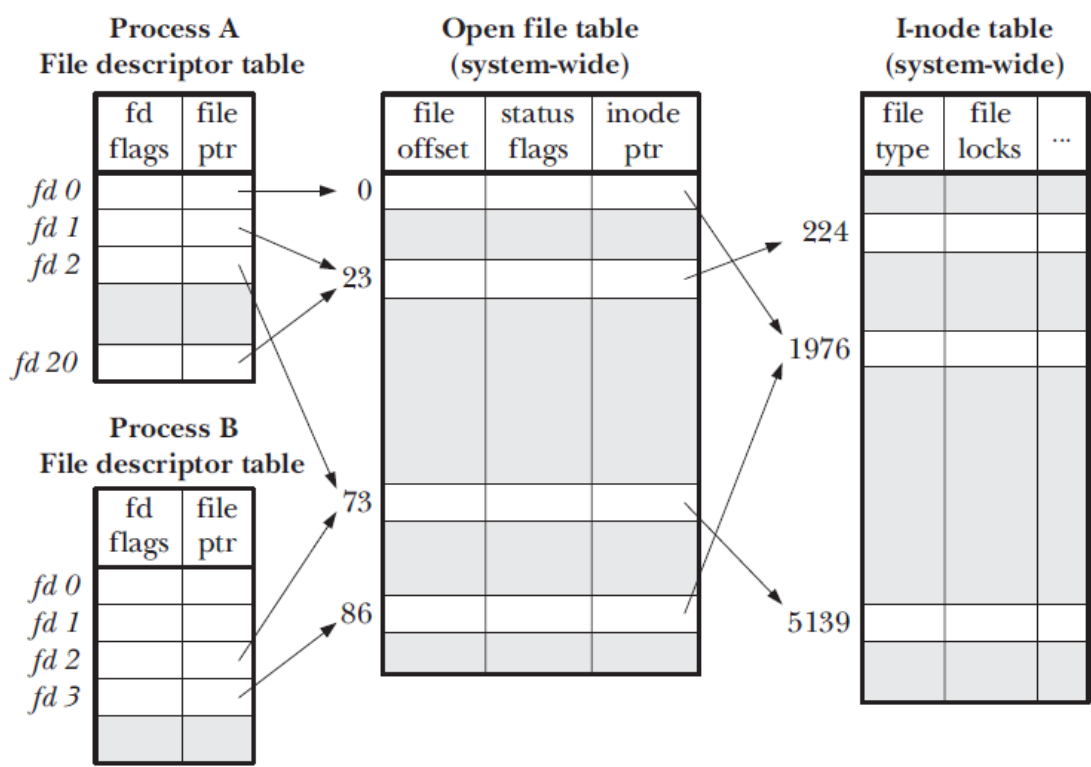 Process A
File descriptor table
fd
flags
file
ptr
fd 0
fd 1
fd 2
fd 20
Process B
File descriptor table
fd
flags
file
ptr
fd 0
fd 1
fd 2
fd 3
Open file table
(system-wide)
file
offset
status
flags
inode
ptr
0
23
73
86
I-node table
(system-wide)
file
type
file
locks
...
224
1976
5139